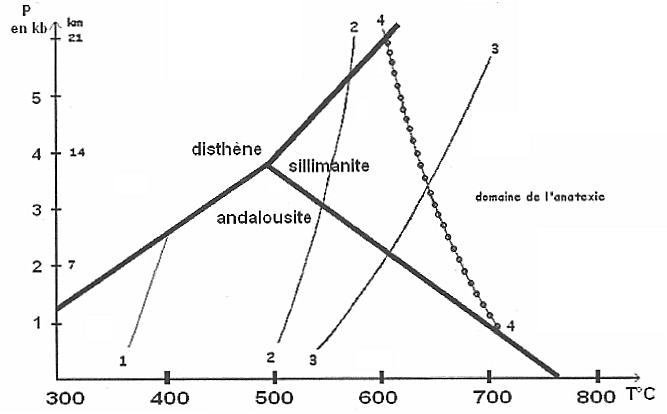 P
en kb
km
21
4
2
3
5
4
14
disthène
sillimanite
domaine de l'anatexie
3
andalousite
2
7
1
4
1
2
3
300
400
500
600
700
800
T°C